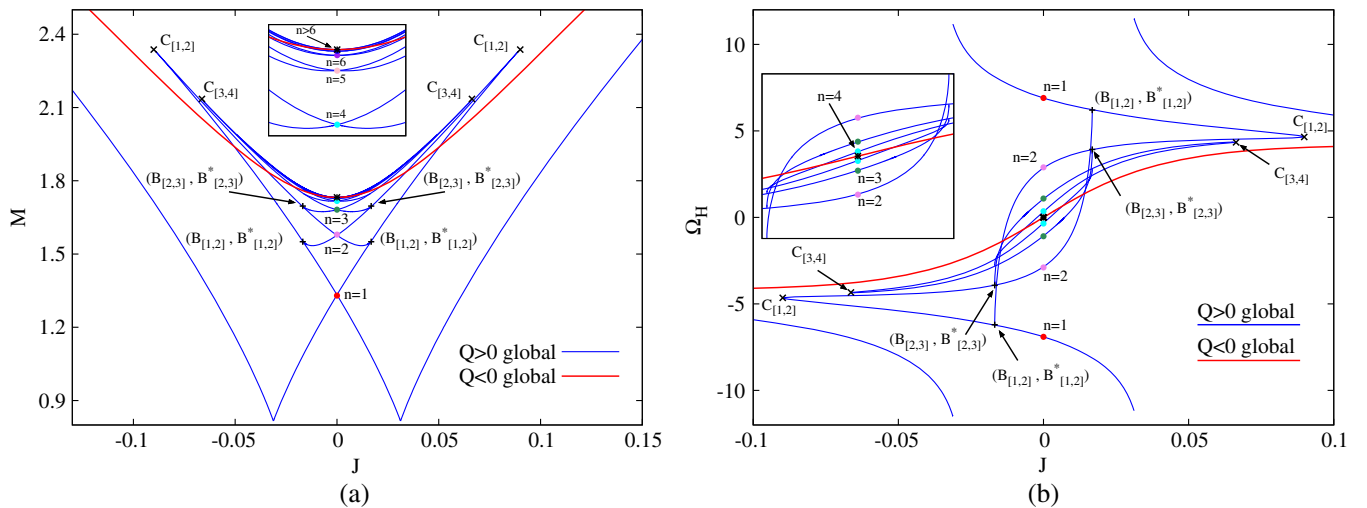 2.4
2.1
1.8
1.5
1.2
0.9
M
-0.1
-0.05
0
0.05
0.1
0.15
J
(a)
C[1,2]
C[1,2]
C[3,4]
C[3,4]
n>6
n=6
n=5
n=4
(B[2,3] , B*[2,3])
(B[2,3] , B*[2,3])
(B[1,2] , B*[1,2])
(B[1,2] , B*[1,2])
n=3
n=2
n=1
Q>0 global
Q<0 global
10
5
0
-5
-10
ΩH
-0.1
-0.05
0
0.05
0.1
J
(b)
n=4
n=3
n=2
n=1
(B[1,2] , B*[1,2])
C[1,2]
n=2
C[3,4]
(B[2,3] , B*[2,3])
C[3,4]
n=2
C[1,2]
(B[2,3] , B*[2,3])
n=1
(B[1,2] , B*[1,2])
Q>0 global
Q<0 global